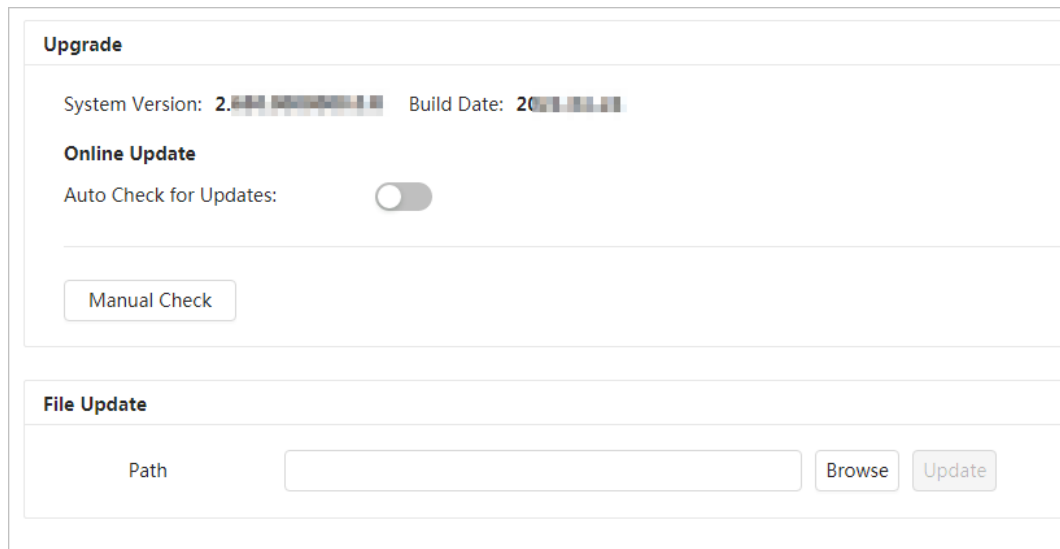 Upgrade
System Version: 2. Build Date: 20
Online Update
Auto Check for Updates:
Manual Check
File Update
Path Browse Update